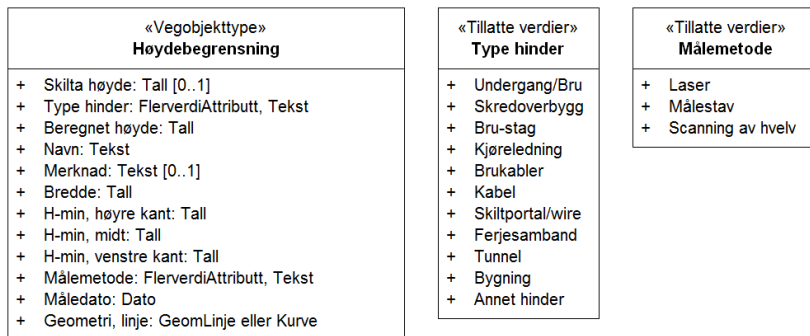 «Vegobjekttype»
Høydebegrensning
+ Skilta høyde: Tall [0..1]
+ Type hinder: FlerverdiAttributt, Tekst
+ Beregnet høyde: Tall
+ Navn: Tekst
+ Merknad: Tekst [0..1]
+ Bredde: Tall
+ H-min, høyre kant: Tall
+ H-min, midt: Tall
+ H-min, venstre kant: Tall
+ Målemetode: FlerverdiAttributt, Tekst
+ Måledato: Dato
+ Geometri, linje: GeomLinje eller Kurve
«Tillatte verdier»
Type hinder
+ Undergang/Bru
+ Skredoverbygg
+ Bru-stag
+ Kjøreledning
+ Brukabler
+ Kabel
+ Skiltportal/wire
+ Ferjesamband
+ Tunnel
+ Bygning
+ Annet hinder
«Tillatte verdier»
Målemetode
+ Laser
+ Målestav
+ Scanning av hvelv